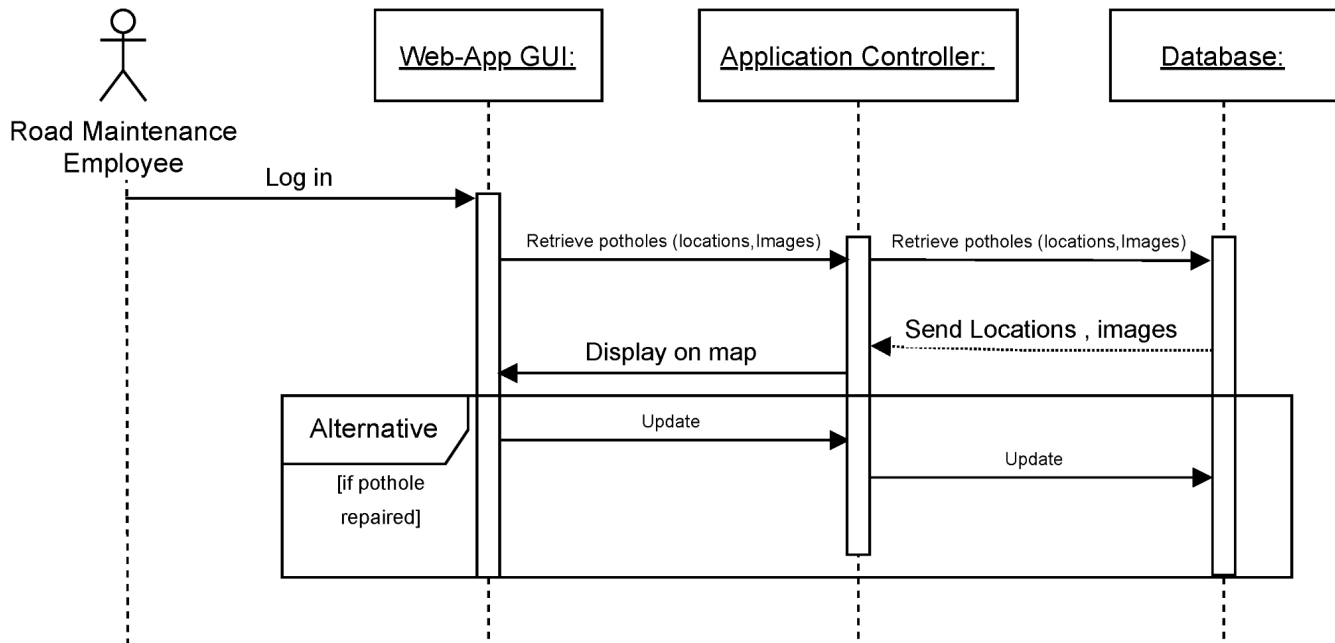 Web-App GUI:
Application Controller:
Database:
Road Maintenance
Employee
Log in
Retrieve potholes (locations,Images)
Retrieve potholes (locations,Images)
Send Locations , images
Display on map
Alternative
Update
[if pothole
repaired]
Update